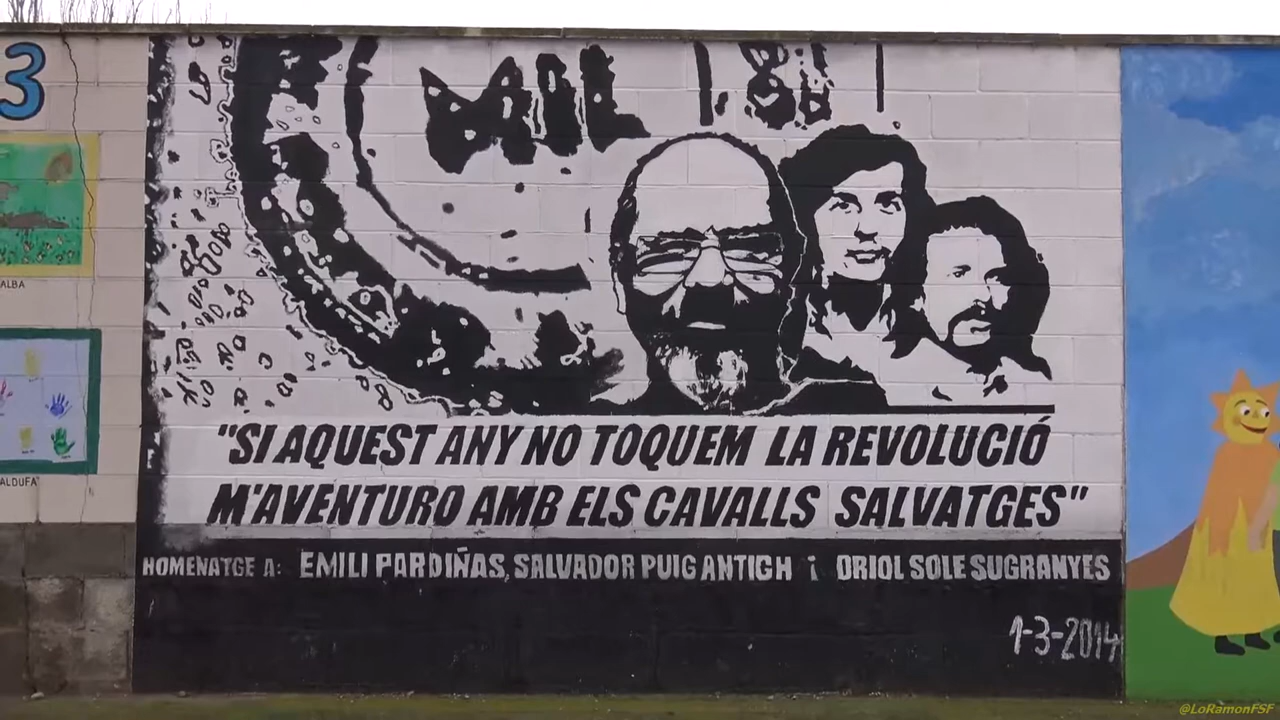 3
MIL
ALBA
ALDUFA"
"SI AQUEST ANY NO TOQUEM LA REVOLUCIÓ
M'AVENTURO AMB ELS CAVALLS SALVATGES"
HOMENATGE A: EMILI PARDIÑAS, SALVADOR PUIG ANTICH i ORIOL SOLE SUGRANYES
1-3-2014
@LoRamonFSF